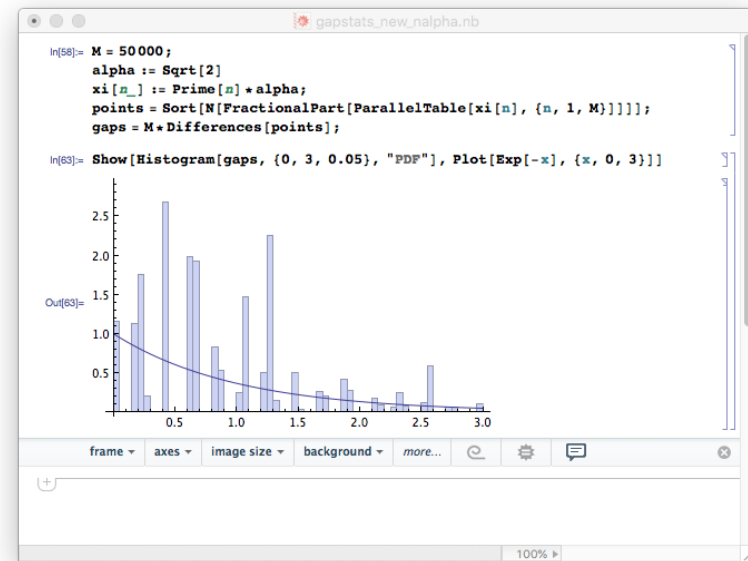 gapstats_new_nalpha.nb
In[58]:= M = 50000;
alpha := Sqrt[2]
xi[n_] := Prime[n]*alpha;
points = Sort[N[FractionalPart[ParallelTable[xi[n], {n, 1, M}]]]];
gaps = M*Differences[points];
In[63]:= Show[Histogram[gaps, {0, 3, 0.05}, "PDF"], Plot[Exp[-x], {x, 0, 3}]]
2.5
2.0
Out[63]= 1.5
1.0
0.5
0.5 1.0 1.5 2.0 2.5 3.0
frame axes image size background more...
100%